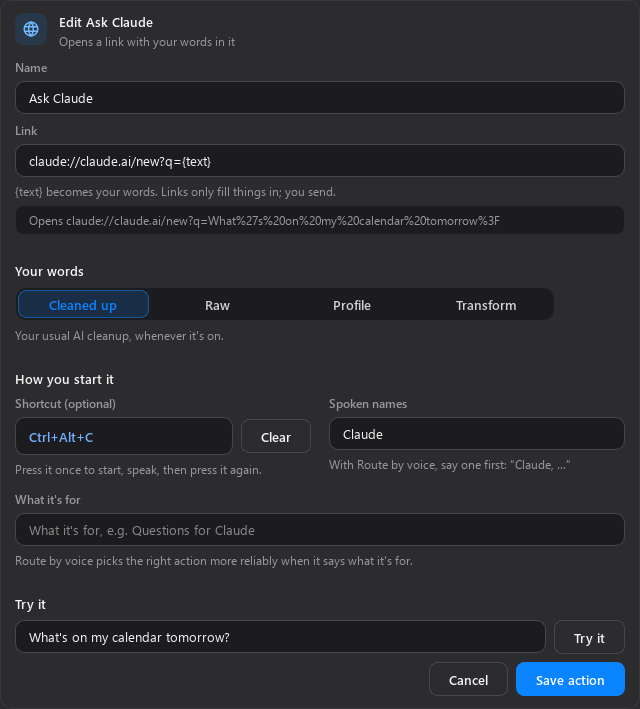 Edit Ask Claude
Opens a link with your words in it
Name
Ask Claude
Link
claude://claude.ai/new?q={text}
{text} becomes your words. Links only fill things in; you send.
Opens claude://claude.ai/new?q=What%27s%20on%20my%20calendar%20tomorrow%3F
Your words
Cleaned up Raw Profile Transform
Your usual AI cleanup, whenever it's on.
How you start it
Shortcut (optional) Spoken names
Ctrl+Alt+C Clear Claude
Press it once to start, speak, then press it again. With Route by voice, say one first: “Claude, …”
What it's for
What it's for, e.g. Questions for Claude
Route by voice picks the right action more reliably when it says what it's for.
Try it
What's on my calendar tomorrow? Try it
Cancel Save action